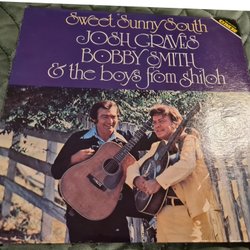 Sweet Sunny South
JOSH GRAVES
BOBBY SMITH
& the boys from shiloh